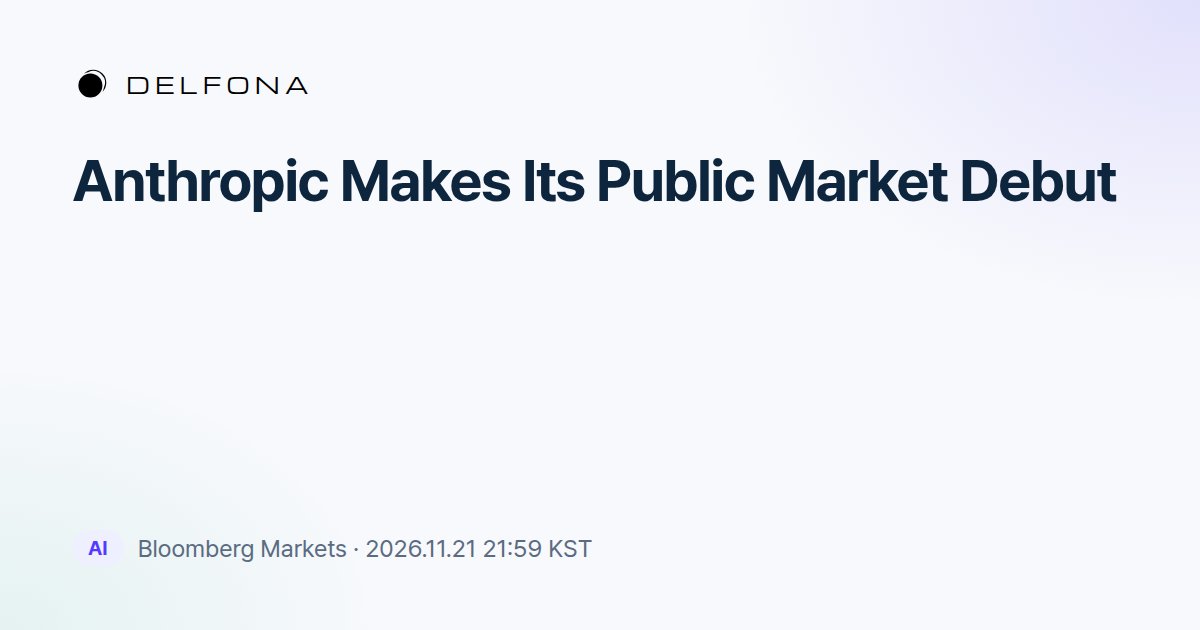 DELFONA
Anthropic Makes Its Public Market Debut
AI Bloomberg Markets · 2026.11.21 21:59 KST